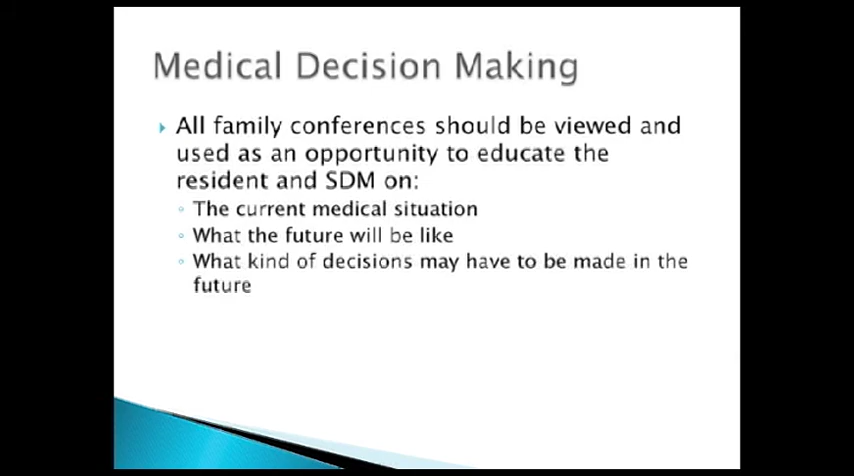 Medical Decision Making
All family conferences should be viewed and
used as an opportunity to educate the
resident and SDM on:
The current medical situation
What the future will be like
What kind of decisions may have to be made in the
future